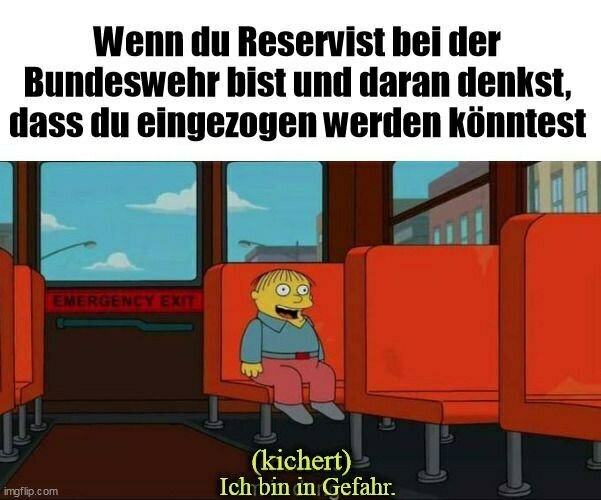 Wenn du Reservist bei der
Bundeswehr bist und daran denkst,
dass du eingezogen werden könntest
EMERGENCY EXIT
(kichert)
Ich bin in Gefahr.
imgflip.com